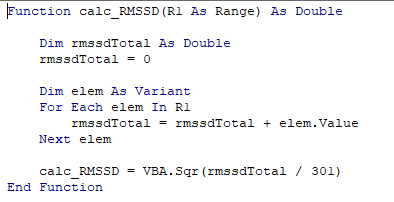 Function calc_RMSSD(R1 As Range) As Double
Dim rmssdTotal As Double
rmssdTotal = 0
Dim elem As Variant
For Each elem In R1
rmssdTotal = rmssdTotal + elem.Value
Next elem
calc_RMSSD = VBA.Sqr(rmssdTotal / 301)
End Function